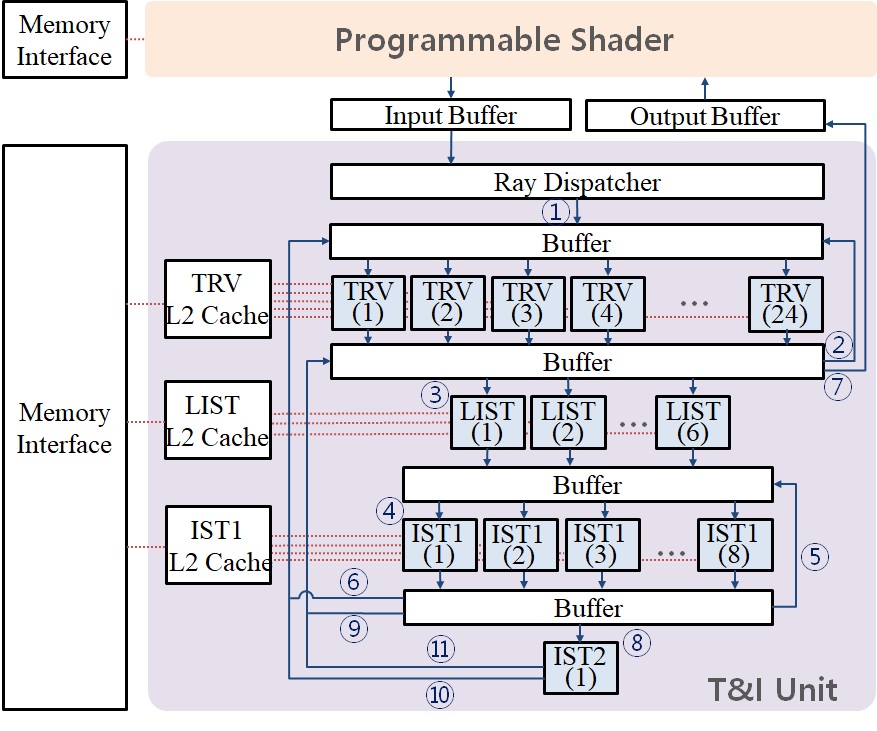 Memory
Interface
Programmable Shader
Input Buffer
Output Buffer
Ray Dispatcher
①
Buffer
TRV
L2 Cache
TRV
(1)
TRV
(2)
TRV
(3)
TRV
(4)
...
TRV
(24)
②
Buffer
⑦
③
LIST
L2 Cache
LIST
(1)
LIST
(2)
...
LIST
(6)
Memory
Interface
Buffer
④
IST1
L2 Cache
IST1
(1)
IST1
(2)
IST1
(3)
...
IST1
(8)
⑤
⑥
Buffer
⑨
⑧
⑪
IST2
(1)
⑩
T&I Unit